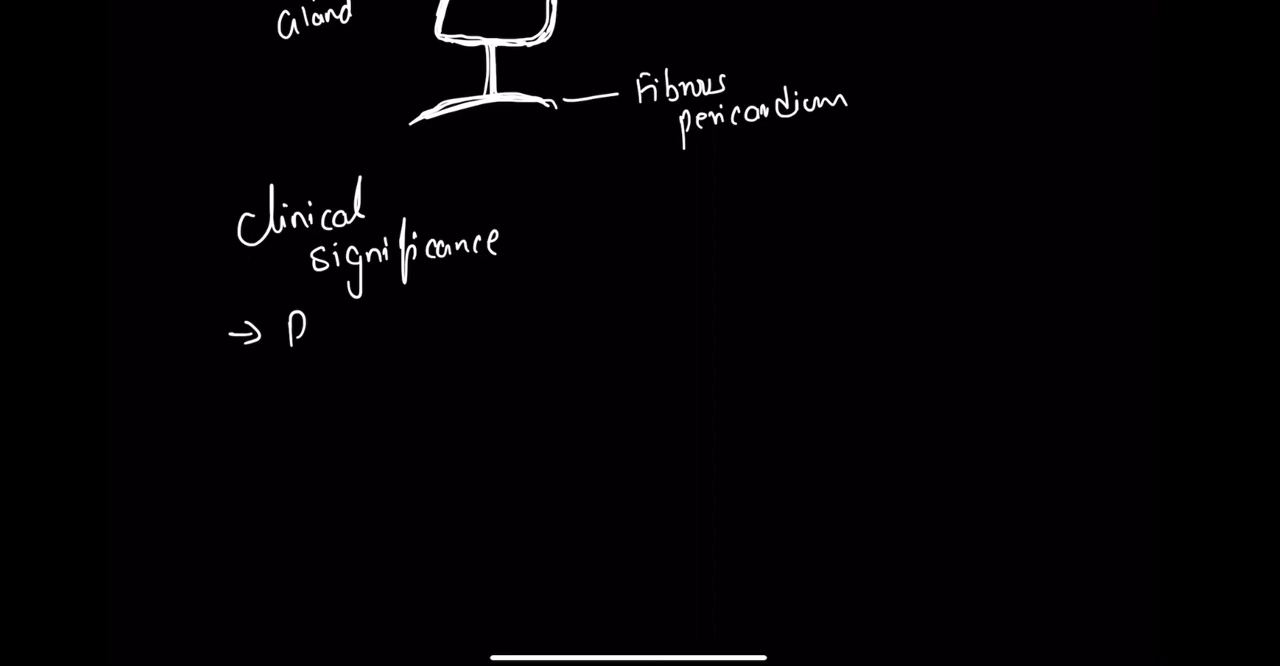 Gland
Fibrous
pericardium
Clinical
significance
→ P